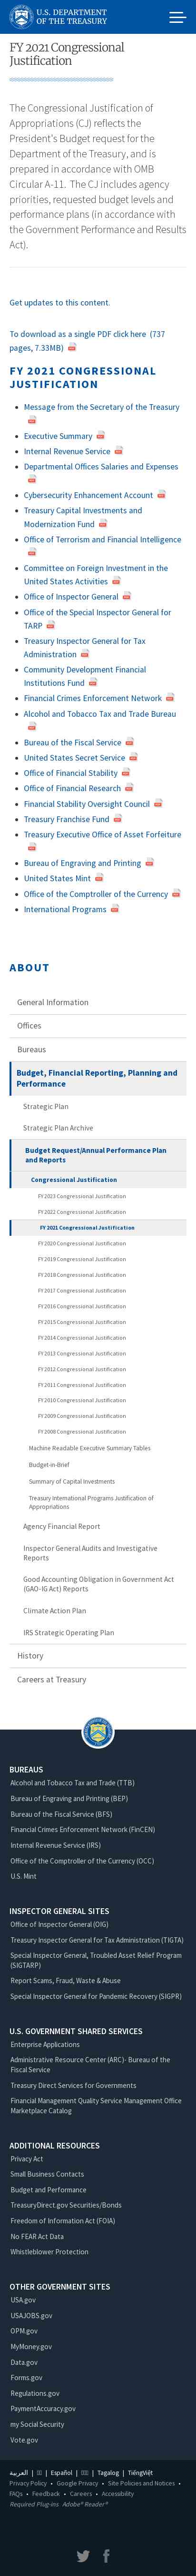 U.S. DEPARTMENT
OF THE TREASURY
FY 2021 Congressional
Justification
The Congressional Justification of
Appropriations (CJ) reflects the
President's Budget request for the
Department of the Treasury, and is
prepared in accordance with OMB
Circular A-11.  The CJ includes agency
priorities, requested budget levels and
performance plans (in accordance with
the Government Performance and Results
Act).
Get updates to this content.
To download as a single PDF click here  (737
pages, 7.33MB)
FY 2021 CONGRESSIONAL
JUSTIFICATION
• Message from the Secretary of the Treasury
• Executive Summary
• Internal Revenue Service
• Departmental Offices Salaries and Expenses
• Cybersecurity Enhancement Account
• Treasury Capital Investments and
Modernization Fund
• Office of Terrorism and Financial Intelligence
• Committee on Foreign Investment in the
United States Activities
• Office of Inspector General
• Office of the Special Inspector General for
TARP
• Treasury Inspector General for Tax
Administration
• Community Development Financial
Institutions Fund
• Financial Crimes Enforcement Network
• Alcohol and Tobacco Tax and Trade Bureau
• Bureau of the Fiscal Service
• United States Secret Service
• Office of Financial Stability
• Office of Financial Research
• Financial Stability Oversight Council
• Treasury Franchise Fund
• Treasury Executive Office of Asset Forfeiture
• Bureau of Engraving and Printing
• United States Mint
• Office of the Comptroller of the Currency
• International Programs
ABOUT
General Information
Offices
Bureaus
Budget, Financial Reporting, Planning and
Performance
Strategic Plan
Strategic Plan Archive
Budget Request/Annual Performance Plan
and Reports
Congressional Justification
FY 2023 Congressional Justification
FY 2022 Congressional Justification
FY 2021 Congressional Justification
FY 2020 Congressional Justification
FY 2019 Congressional Justification
FY 2018 Congressional Justification
FY 2017 Congressional Justification
FY 2016 Congressional Justification
FY 2015 Congressional Justification
FY 2014 Congressional Justification
FY 2013 Congressional Justification
FY 2012 Congressional Justification
FY 2011 Congressional Justification
FY 2010 Congressional Justification
FY 2009 Congressional Justification
FY 2008 Congressional Justification
Machine Readable Executive Summary Tables
Budget-in-Brief
Summary of Capital Investments
Treasury International Programs Justification of
Appropriations
Agency Financial Report
Inspector General Audits and Investigative
Reports
Good Accounting Obligation in Government Act
(GAO-IG Act) Reports
Climate Action Plan
IRS Strategic Operating Plan
History
Careers at Treasury
BUREAUS
Alcohol and Tobacco Tax and Trade (TTB)
Bureau of Engraving and Printing (BEP)
Bureau of the Fiscal Service (BFS)
Financial Crimes Enforcement Network (FinCEN)
Internal Revenue Service (IRS)
Office of the Comptroller of the Currency (OCC)
U.S. Mint
INSPECTOR GENERAL SITES
Office of Inspector General (OIG)
Treasury Inspector General for Tax Administration (TIGTA)
Special Inspector General, Troubled Asset Relief Program
(SIGTARP)
Report Scams, Fraud, Waste & Abuse
Special Inspector General for Pandemic Recovery (SIGPR)
U.S. GOVERNMENT SHARED SERVICES
Enterprise Applications
Administrative Resource Center (ARC)- Bureau of the
Fiscal Service
Treasury Direct Services for Governments
Financial Management Quality Service Management Office
Marketplace Catalog
ADDITIONAL RESOURCES
Privacy Act
Small Business Contacts
Budget and Performance
TreasuryDirect.gov Securities/Bonds
Freedom of Information Act (FOIA)
No FEAR Act Data
Whistleblower Protection
OTHER GOVERNMENT SITES
USA.gov
USAJOBS.gov
OPM.gov
MyMoney.gov
Data.gov
Forms.gov
Regulations.gov
PaymentAccuracy.gov
my Social Security
Vote.gov
العربية | | Español | | Tagalog | TiếngViệt
Privacy Policy • Google Privacy • Site Policies and Notices •
FAQs • Feedback • Careers • Accessibility
Required Plug-ins Adobe® Reader®